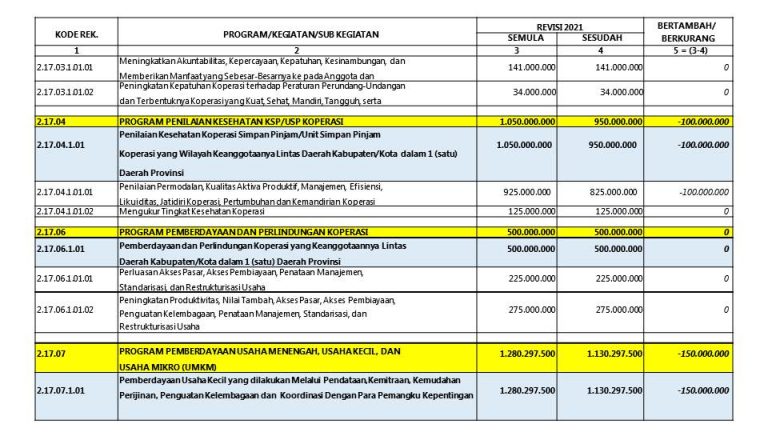 KODE REK. PROGRAM/KEGIATAN/SUB KEGIATAN REVISI 2021 BERTAMBAH/
SEMULA SESUDAH BERKURANG
1 2 3 4 5 = (3-4)
2.17.03.1.01.01 Meningkatkan Akuntabilitas, Kepercayaan, Kepatuhan, Kesinambungan, dan 141.000.000 141.000.000 0
Memberikan Manfaat yang Sebesar-Besarnya ke pada Anggota dan
2.17.03.1.01.02 Peningkatan Kepatuhan Koperasi terhadap Peraturan Perundang-Undangan 34.000.000 34.000.000 0
dan Terbentuknya Koperasi yang Kuat, Sehat, Mandiri, Tangguh, serta
2.17.04 PROGRAM PENILAIAN KESEHATAN KSP/USP KOPERASI 1.050.000.000 950.000.000 -100.000.000
2.17.04.1.01 Penilaian Kesehatan Koperasi Simpan Pinjam/Unit Simpan Pinjam 1.050.000.000 950.000.000 -100.000.000
Koperasi yang Wilayah Keanggotaanya Lintas Daerah Kabupaten/Kota dalam 1 (satu)
Daerah Provinsi
2.17.04.1.01.01 Penilaian Permodalan, Kualitas Aktiva Produktif, Manajemen, Efisiensi, 925.000.000 825.000.000 -100.000.000
Likuiditas, Jatidiri Koperasi, Pertumbuhan dan Kemandirian Koperasi
2.17.04.1.01.02 Mengukur Tingkat Kesehatan Koperasi 125.000.000 125.000.000 0
2.17.06 PROGRAM PEMBERDAYAAN DAN PERLINDUNGAN KOPERASI 500.000.000 500.000.000 0
2.17.06.1.01 Pemberdayaan dan Perlindungan Koperasi yang Keanggotaannya Lintas 500.000.000 500.000.000 0
Daerah Kabupaten/Kota dalam 1 (satu) Daerah Provinsi
2.17.06.1.01.01 Perluasan Akses Pasar, Akses Pembiayaan, Penataan Manajemen, 225.000.000 225.000.000 0
Standarisasi, dan Restrukturisasi Usaha
2.17.06.1.01.02 Peningkatan Produktivitas, Nilai Tambah, Akses Pasar, Akses Pembiayaan, 275.000.000 275.000.000 0
Penguatan Kelembagaan, Penataan Manajemen, Standarisasi, dan
Restrukturisasi Usaha
2.17.07 PROGRAM PEMBERDAYAAN USAHA MENENGAH, USAHA KECIL, DAN 1.280.297.500 1.130.297.500 -150.000.000
USAHA MIKRO (UMKM)
2.17.07.1.01 Pemberdayaan Usaha Kecil yang dilakukan Melalui Pendataan, Kemitraan, Kemudahan 1.280.297.500 1.130.297.500 -150.000.000
Perijinan, Penguatan Kelembagaan dan Koordinasi Dengan Para Pemangku Kepentingan